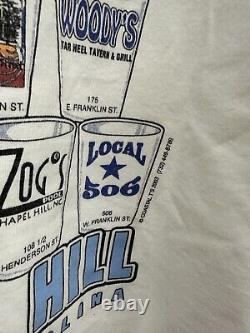 WOODY'S
TAR HEEL TAVERN & GRILL
175
E. FRANKLIN ST.
ST.
ZOG'S
POOL
CHAPEL HILL, NC
108 1/2
HENDERSON ST.
LOCAL
506
506
W. FRANKLIN ST.
HILL
LINA